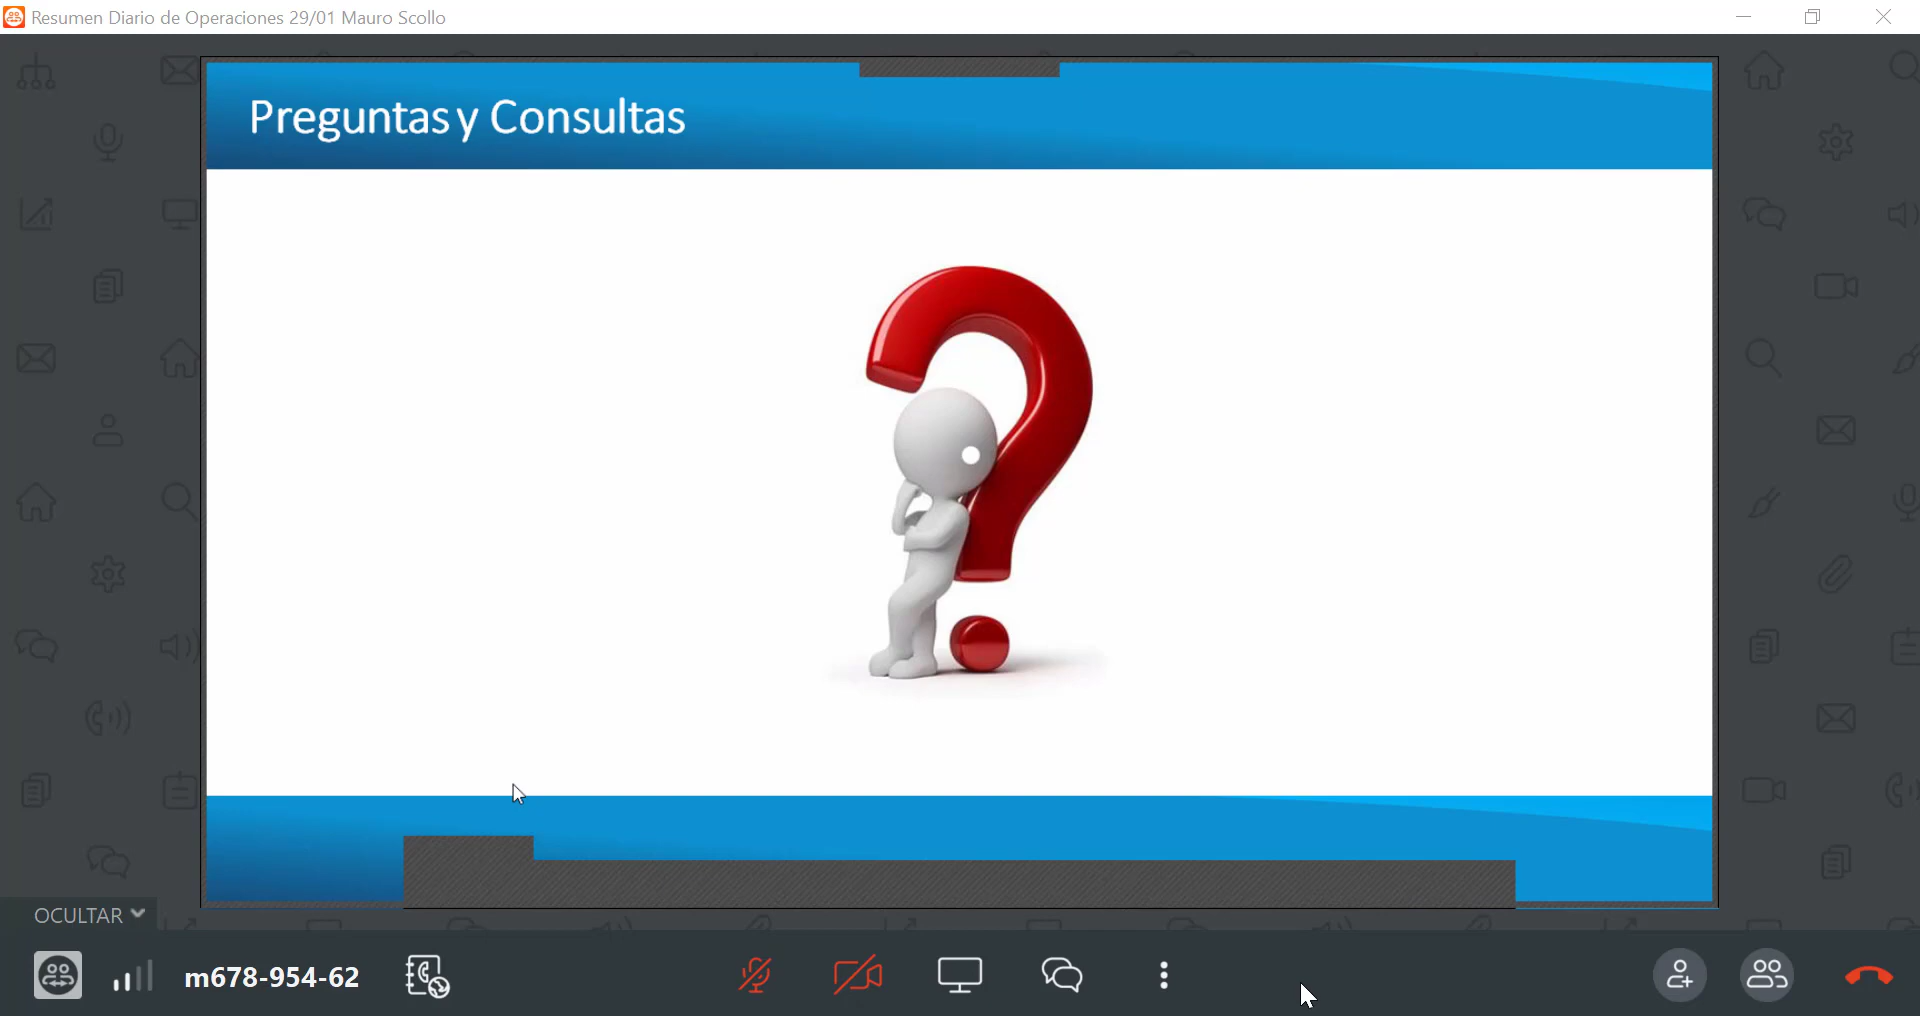 Resumen Diario de Operaciones 29/01 Mauro Scollo
Preguntas y Consultas
OCULTAR
m678-954-62